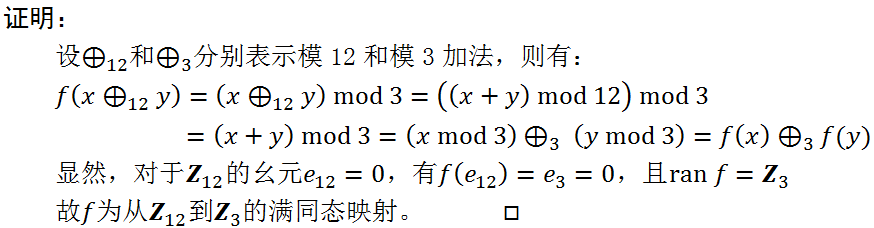 证明：
设⊕₁₂和⊕₃分别表示模 12 和模 3 加法，则有：
𝑓(𝑥 ⊕₁₂ 𝑦) = (𝑥 ⊕₁₂ 𝑦) mod 3 = ((𝑥 + 𝑦) mod 12) mod 3
= (𝑥 + 𝑦) mod 3 = (𝑥 mod 3) ⊕₃ (𝑦 mod 3) = 𝑓(𝑥) ⊕₃ 𝑓(𝑦)
显然，对于𝒁₁₂的幺元𝑒₁₂ = 0，有𝑓(𝑒₁₂) = 𝑒₃ = 0，且ran 𝑓 = 𝒁₃
故𝑓为从𝒁₁₂到𝒁₃的满同态映射。 □